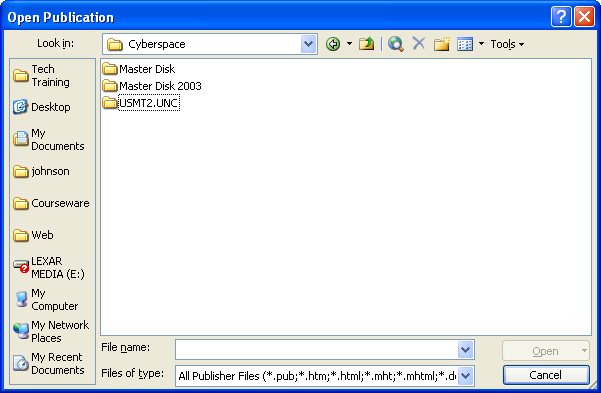 Open Publication
Look in:
Cyberspace
Tools
Tech
Training
Desktop
My
Documents
johnson
Courseware
Web
LEXAR
MEDIA (E:)
My
Computer
My Network
Places
My Recent
Documents
Master Disk
Master Disk 2003
USMT2.UNC
File name:
Open
Files of type:
All Publisher Files (*.pub;*.htm;*.html;*.mht;*.mhtml;*.d
Cancel